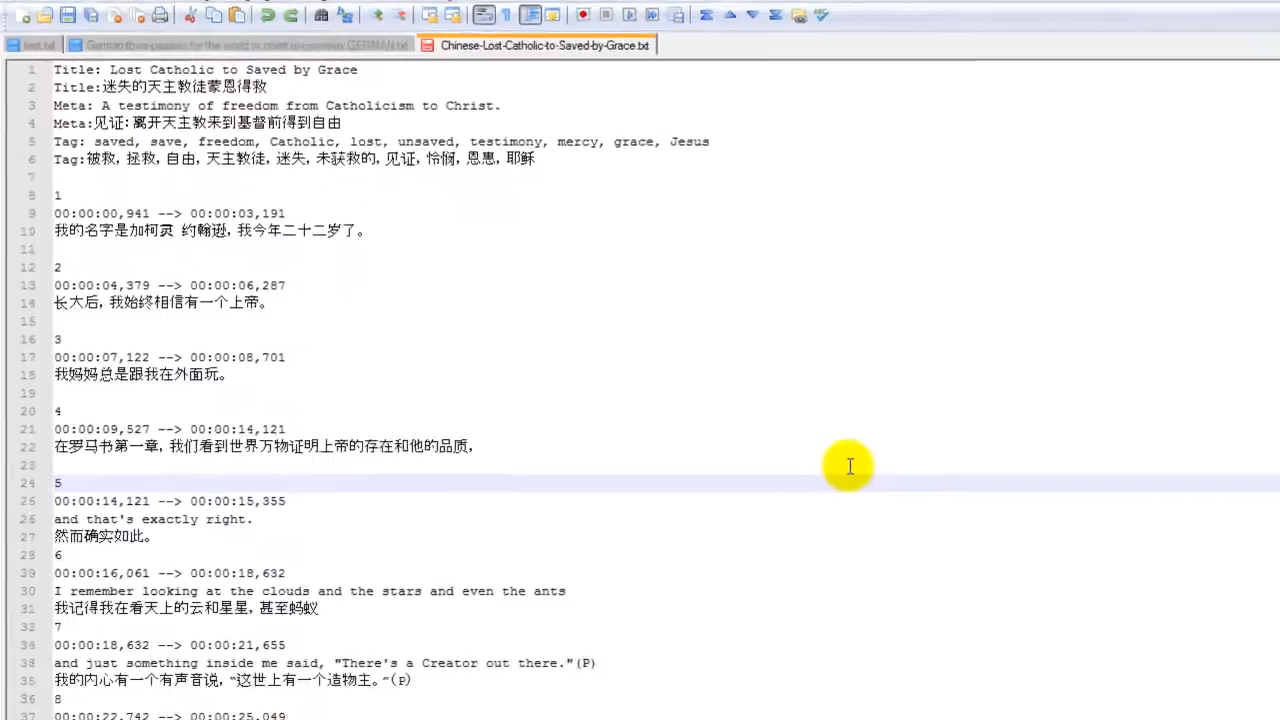 test.txt
Chinese-Lost-Catholic-to-Saved-by-Grace.txt
1 Title: Lost Catholic to Saved by Grace
2 Title:迷失的天主教徒蒙恩得救
3 Meta: A testimony of freedom from Catholicism to Christ.
4 Meta:见证:离开天主教来到基督前得到自由
5 Tag: saved, save, freedom, Catholic, lost, unsaved, testimony, mercy, grace, Jesus
6 Tag:被救, 拯救, 自由, 天主教徒, 迷失, 未获救的, 见证, 怜悯, 恩惠, 耶稣
7
8 1
9 00:00:00,941 --> 00:00:03,191
10 我的名字是加柯灵 约翰逊, 我今年二十二岁了。
11
12 2
13 00:00:04,379 --> 00:00:06,287
14 长大后, 我始终相信有一个上帝。
15
16 3
17 00:00:07,122 --> 00:00:08,701
18 我妈妈总是跟我在外面玩。
19
20 4
21 00:00:09,527 --> 00:00:14,121
22 在罗马书第一章, 我们看到世界万物证明上帝的存在和他的品质,
23
24 5
25 00:00:14,121 --> 00:00:15,355
26 and that's exactly right.
27 然而确实如此。
28 6
29 00:00:16,061 --> 00:00:18,632
30 I remember looking at the clouds and the stars and even the ants
31 我记得我在看天上的云和星星, 甚至蚂蚁
32 7
33 00:00:18,632 --> 00:00:21,655
34 and just something inside me said, "There's a Creator out there."(P)
35 我的内心有一个有声音说, “这世上有一个造物主。”(P)
36 8
37 00:00:22,742 --> 00:00:25,049